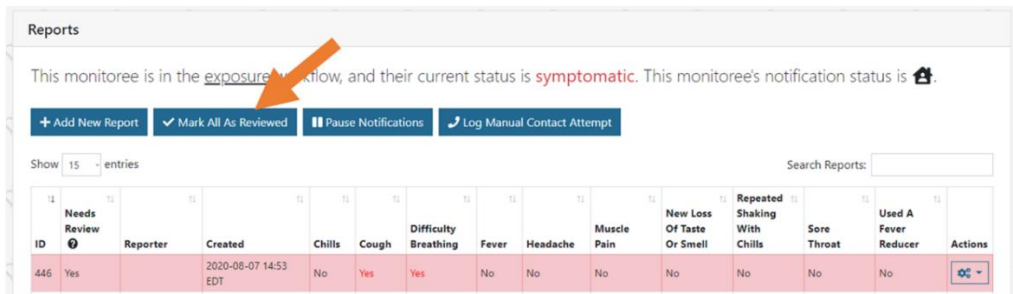 Reports
This monitoree is in the exposure workflow, and their current status is symptomatic. This monitoree's notification status is
Add New Report Mark All As Reviewed Pause Notifications Log Manual Contact Attempt
Show 15 entries Search Reports:
ID Needs Review Reporter Created Chills Cough Difficulty Breathing Fever Headache Muscle Pain New Loss Of Taste Or Smell Repeated Shaking With Chills Sore Throat Used A Fever Reducer Actions
446 Yes 2020-08-07 14:53 EDT No Yes Yes No No No No No No No